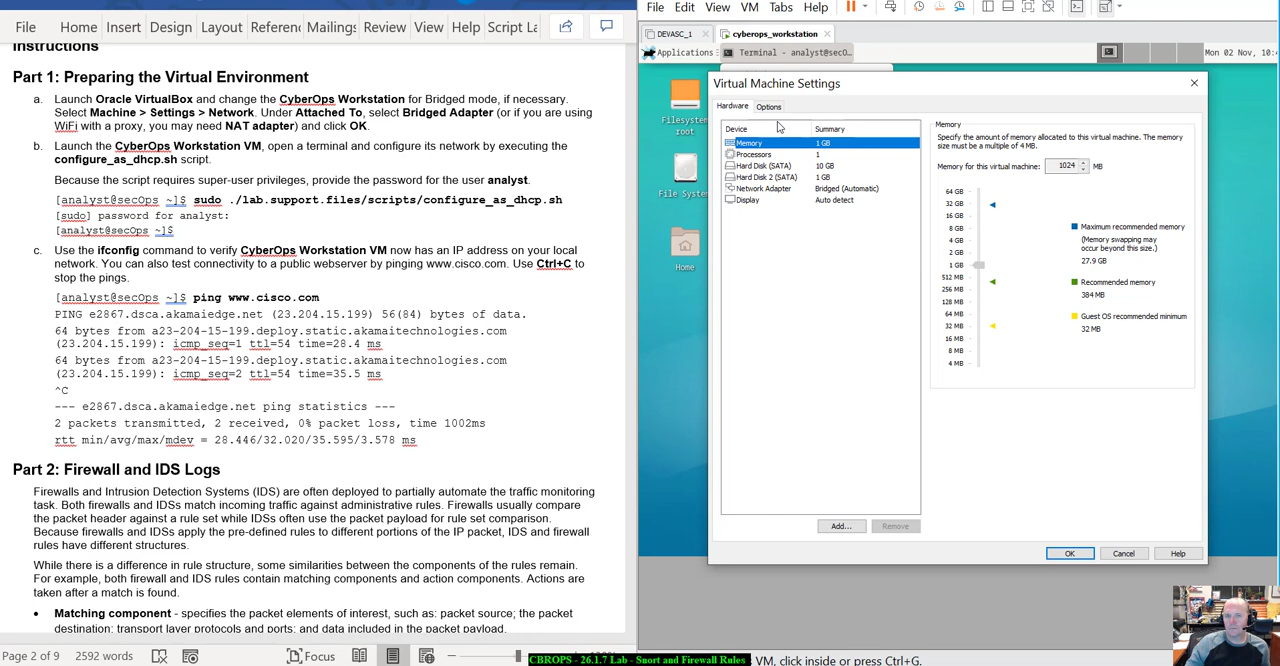 File Home Insert Design Layout Referenc Mailings Review View Help Script La
Instructions
Part 1: Preparing the Virtual Environment
a. Launch Oracle VirtualBox and change the CyberOps Workstation for Bridged mode, if necessary.
Select Machine > Settings > Network. Under Attached To, select Bridged Adapter (or if you are using
WiFi with a proxy, you may need NAT adapter) and click OK.
b. Launch the CyberOps Workstation VM, open a terminal and configure its network by executing the
configure_as_dhcp.sh script.
Because the script requires super-user privileges, provide the password for the user analyst.
[analyst@secOps ~]$ sudo ./lab.support.files/scripts/configure_as_dhcp.sh
[sudo] password for analyst:
[analyst@secOps ~]$
c. Use the ifconfig command to verify CyberOps Workstation VM now has an IP address on your local
network. You can also test connectivity to a public webserver by pinging www.cisco.com. Use Ctrl+C to
stop the pings.
[analyst@secOps ~]$ ping www.cisco.com
PING e2867.dsca.akamaiedge.net (23.204.15.199) 56(84) bytes of data.
64 bytes from a23-204-15-199.deploy.static.akamaitechnologies.com
(23.204.15.199): icmp_seq=1 ttl=54 time=28.4 ms
64 bytes from a23-204-15-199.deploy.static.akamaitechnologies.com
(23.204.15.199): icmp_seq=2 ttl=54 time=35.5 ms
^C
--- e2867.dsca.akamaiedge.net ping statistics ---
2 packets transmitted, 2 received, 0% packet loss, time 1002ms
rtt min/avg/max/mdev = 28.446/32.020/35.595/3.578 ms
Part 2: Firewall and IDS Logs
Firewalls and Intrusion Detection Systems (IDS) are often deployed to partially automate the traffic monitoring
task. Both firewalls and IDSs match incoming traffic against administrative rules. Firewalls usually compare
the packet header against a rule set while IDSs often use the packet payload for rule set comparison.
Because firewalls and IDSs apply the pre-defined rules to different portions of the IP packet, IDS and firewall
rules have different structures.
While there is a difference in rule structure, some similarities between the components of the rules remain.
For example, both firewall and IDS rules contain matching components and action components. Actions are
taken after a match is found.
• Matching component - specifies the packet elements of interest, such as: packet source; the packet
destination; transport layer protocols and ports; and data included in the packet payload.
Page 2 of 9 2592 words Focus
CBROPS - 26.1.7 Lab - Snort and Firewall Rules
File Edit View VM Tabs Help
DEVASC_1 cyberops_workstation
Applications Terminal - analyst@secO... Mon 02 Nov, 10:4
Filesystem
root
File System
Home
Virtual Machine Settings
Hardware Options
Device Summary
Memory 1 GB
Processors 1
Hard Disk (SATA) 10 GB
Hard Disk 2 (SATA) 1 GB
Network Adapter Bridged (Automatic)
Display Auto detect
Add... Remove
Memory
Specify the amount of memory allocated to this virtual machine. The memory
size must be a multiple of 4 MB.
Memory for this virtual machine: 1024 MB
64 GB
32 GB
16 GB
8 GB
4 GB
2 GB
1 GB
512 MB
256 MB
128 MB
64 MB
32 MB
16 MB
8 MB
4 MB
Maximum recommended memory
(Memory swapping may
occur beyond this size.)
27.9 GB
Recommended memory
384 MB
Guest OS recommended minimum
32 MB
OK Cancel Help
VM, click inside or press Ctrl+G.